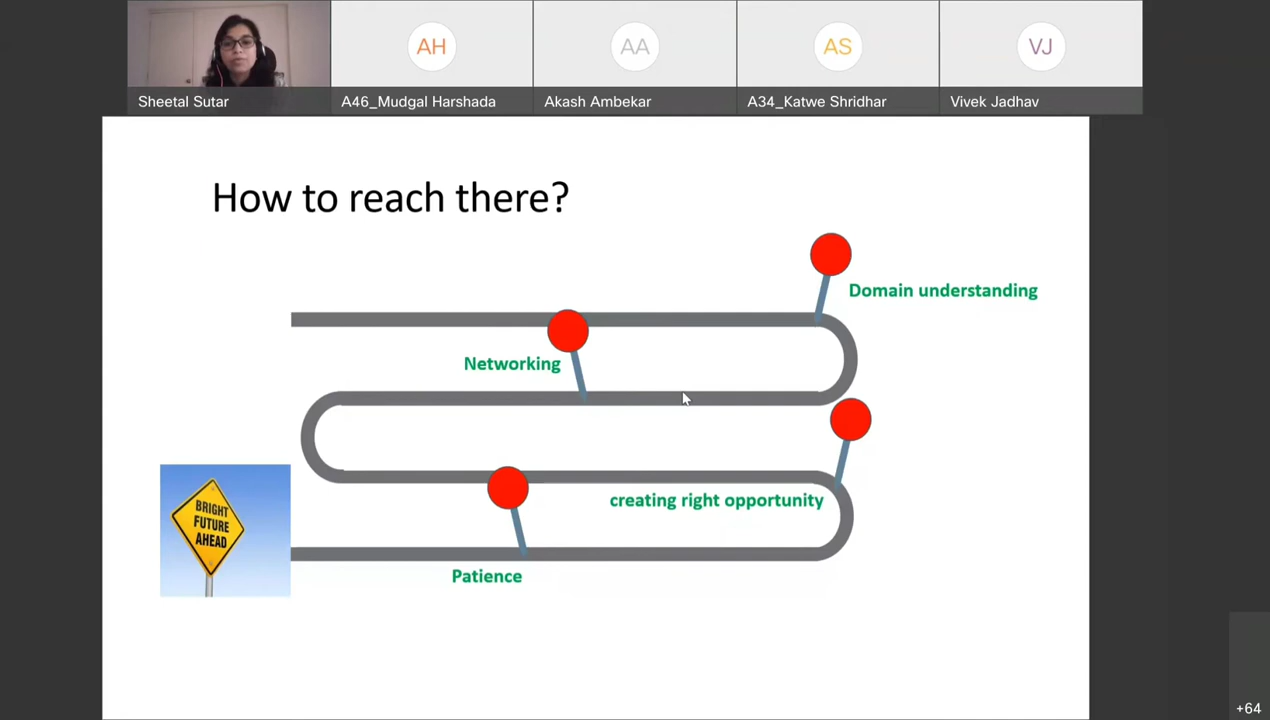 AH
AA
AS
VJ
Sheetal Sutar
A46_Mudgal Harshada
Akash Ambekar
A34_Katwe Shridhar
Vivek Jadhav
How to reach there?
Domain understanding
Networking
creating right opportunity
BRIGHT
FUTURE
AHEAD
Patience
+64